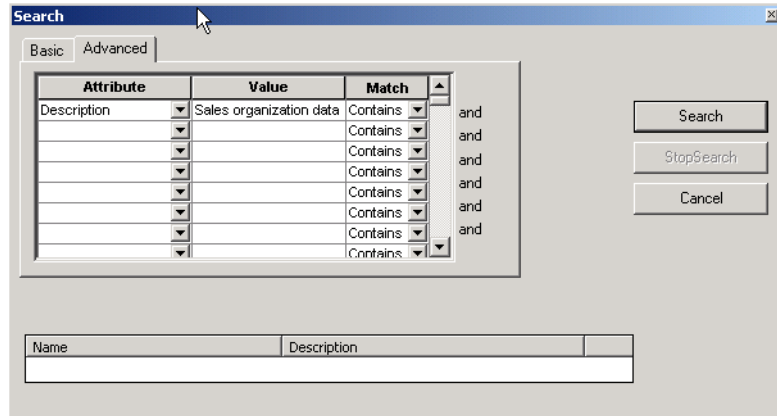 Search
Basic Advanced
Attribute Value Match
Description Sales organization data Contains and
Contains and
Contains and
Contains and
Contains and
Contains and
Contains
Contains
Search
StopSearch
Cancel
Name Description